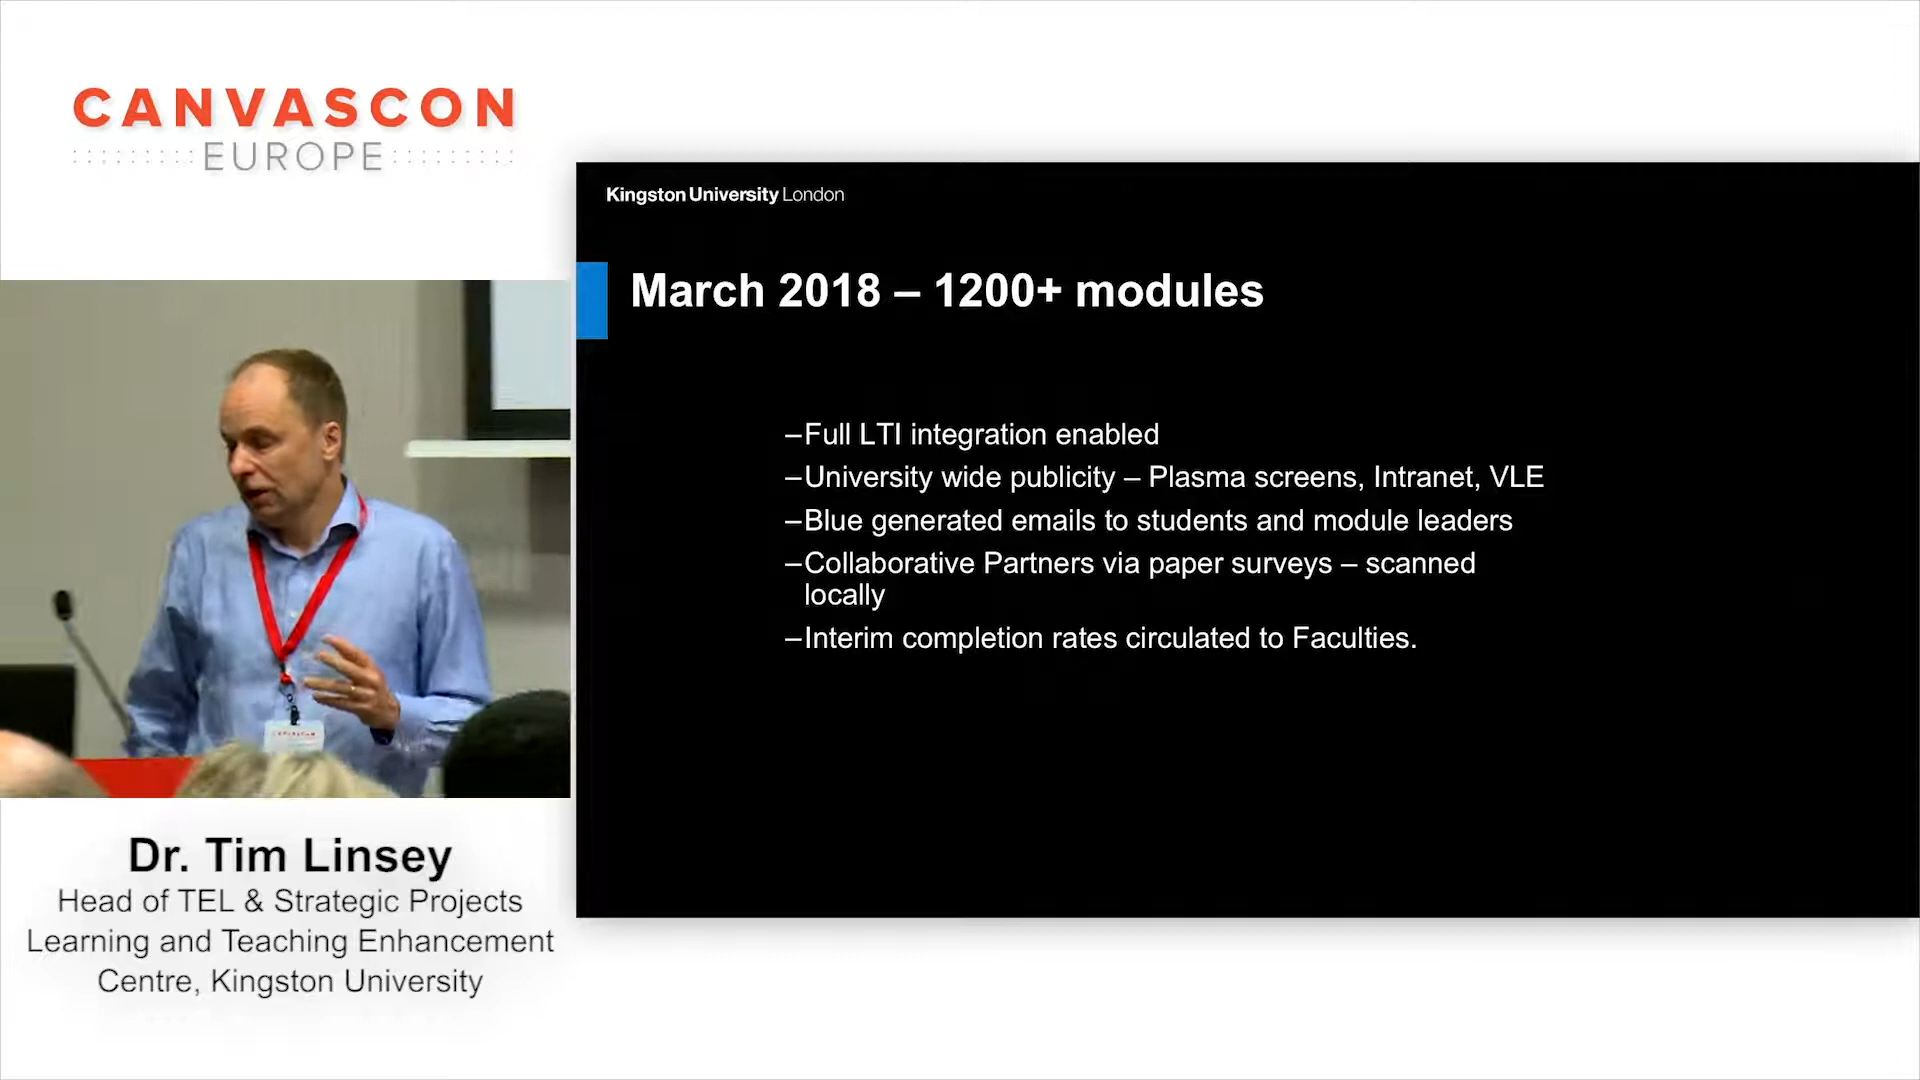 CANVASCON
EUROPE
Kingston University London
March 2018 – 1200+ modules
–Full LTI integration enabled
–University wide publicity – Plasma screens, Intranet, VLE
–Blue generated emails to students and module leaders
–Collaborative Partners via paper surveys – scanned
locally
–Interim completion rates circulated to Faculties.
CANVASCON
Dr. Tim Linsey
Head of TEL & Strategic Projects
Learning and Teaching Enhancement
Centre, Kingston University